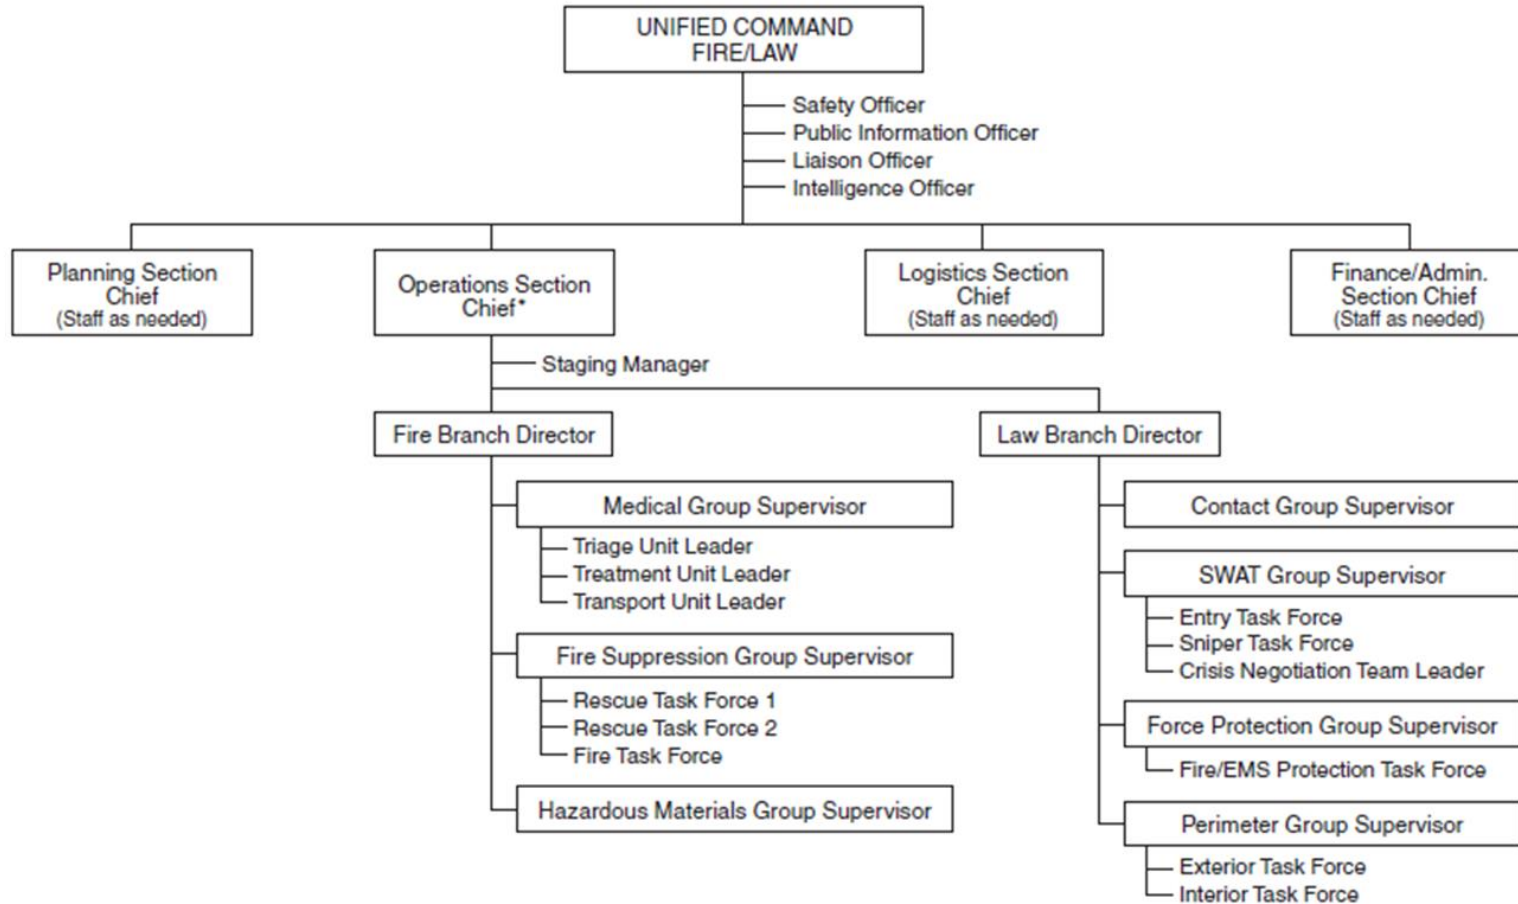 UNIFIED COMMAND
FIRE/LAW
Safety Officer
Public Information Officer
Liaison Officer
Intelligence Officer
Planning Section
Chief
(Staff as needed)
Operations Section
Chief*
Logistics Section
Chief
(Staff as needed)
Finance/Admin.
Section Chief
(Staff as needed)
Staging Manager
Fire Branch Director
Medical Group Supervisor
Triage Unit Leader
Treatment Unit Leader
Transport Unit Leader
Fire Suppression Group Supervisor
Rescue Task Force 1
Rescue Task Force 2
Fire Task Force
Hazardous Materials Group Supervisor
Law Branch Director
Contact Group Supervisor
SWAT Group Supervisor
Entry Task Force
Sniper Task Force
Crisis Negotiation Team Leader
Force Protection Group Supervisor
Fire/EMS Protection Task Force
Perimeter Group Supervisor
Exterior Task Force
Interior Task Force